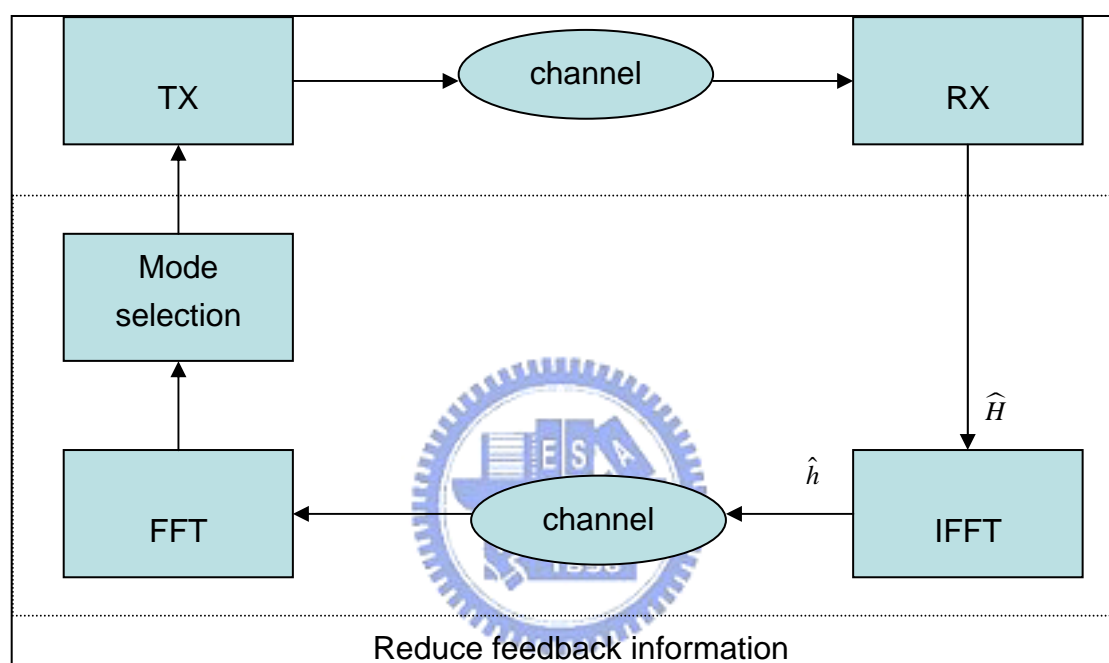 TX
channel
RX
Mode
selection
Ĥ
ĥ
FFT
channel
IFFT
E S A
Reduce feedback information